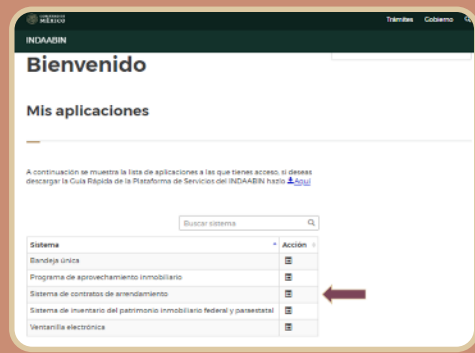 GOBIERNO DE
MÉXICO
Trámites Gobierno
INDAABIN
Bienvenido
Mis aplicaciones
A continuación se muestra la lista de aplicaciones a las que tienes acceso, si deseas
descargar la Guía Rápida de la Plataforma de Servicios del INDAABIN hazlo Aquí
Buscar sistema
Sistema Acción
Bandeja única
Programa de aprovechamiento inmobiliario
Sistema de contratos de arrendamiento
Sistema de inventario del patrimonio inmobiliario federal y paraestatal
Ventanilla electrónica